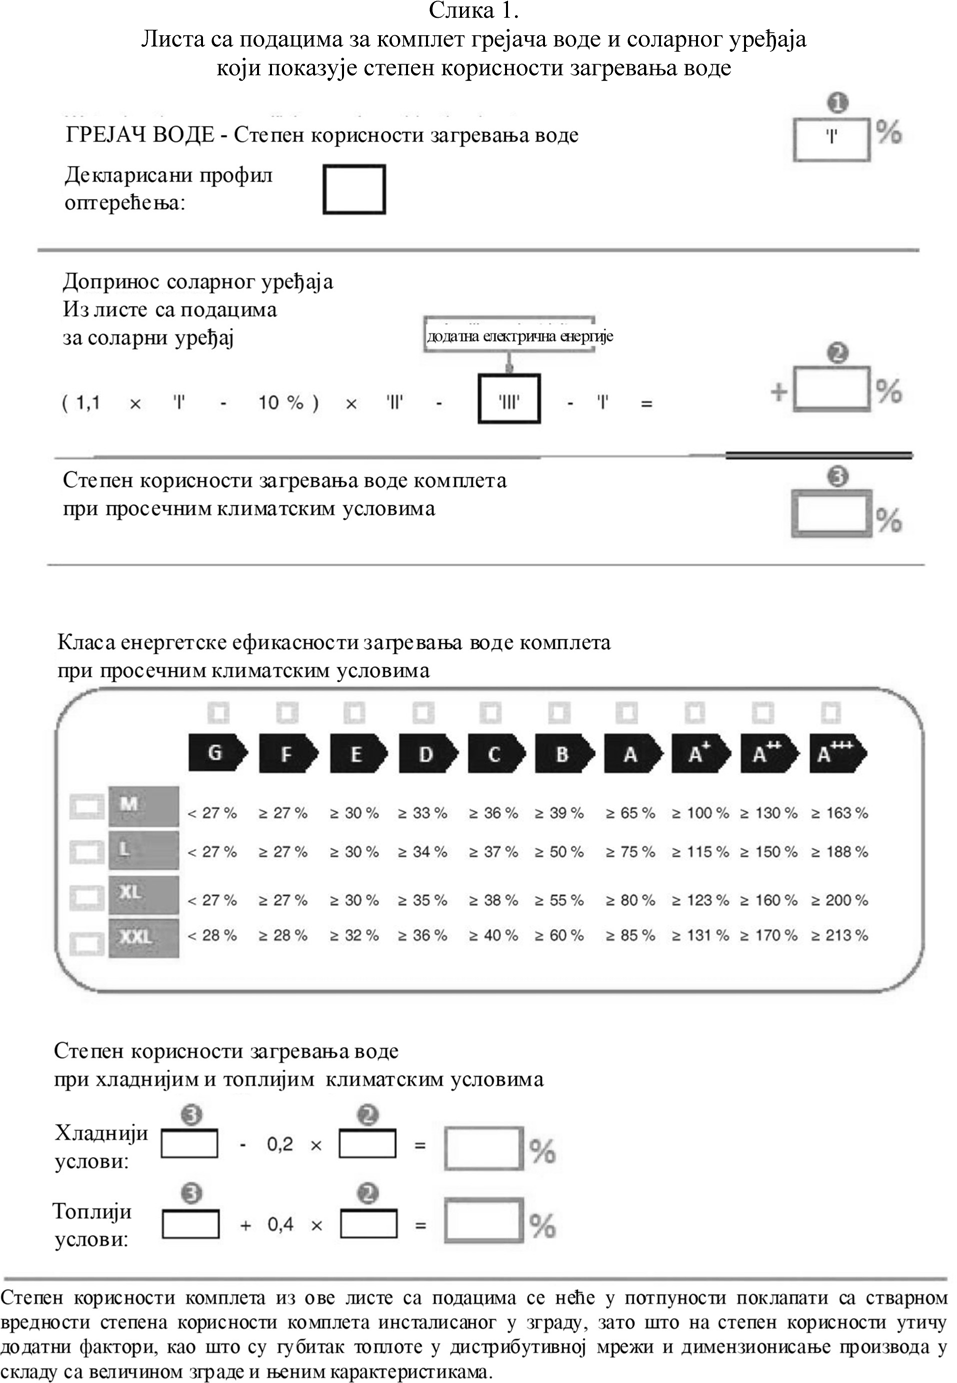 Слика 1.
Листа са подацима за комплет грејача воде и соларног уређаја
који показује степен корисности загревања воде
❶
ГРЕЈАЧ ВОДЕ - Степен корисности загревања воде 'I' %
Декларисани профил
оптерећења:
Допринос соларног уређаја
Из листе са подацима
за соларни уређај
додатна електрична енергије
❷
( 1,1 × 'I' - 10 % ) × 'II' - 'III' - 'I' = + %
❸
Степен корисности загревања воде комплета
при просечним климатским условима %
Класа енергетске ефикасности загревања воде комплета
при просечним климатским условима
G F E D C B A A+ A++ A+++
M < 27 % ≥ 27 % ≥ 30 % ≥ 33 % ≥ 36 % ≥ 39 % ≥ 65 % ≥ 100 % ≥ 130 % ≥ 163 %
L < 27 % ≥ 27 % ≥ 30 % ≥ 34 % ≥ 37 % ≥ 50 % ≥ 75 % ≥ 115 % ≥ 150 % ≥ 188 %
XL < 27 % ≥ 27 % ≥ 30 % ≥ 35 % ≥ 38 % ≥ 55 % ≥ 80 % ≥ 123 % ≥ 160 % ≥ 200 %
XXL < 28 % ≥ 28 % ≥ 32 % ≥ 36 % ≥ 40 % ≥ 60 % ≥ 85 % ≥ 131 % ≥ 170 % ≥ 213 %
Степен корисности загревања воде
при хладнијим и топлијим климатским условима
❸ ❷
Хладнији
услови: - 0,2 × = %
❸ ❷
Топлији
услови: + 0,4 × = %
Степен корисности комплета из ове листе са подацима се неће у потпуности поклапати са стварном
вредности степена корисности комплета инсталисаног у зграду, зато што на степен корисности утичу
додатни фактори, као што су губитак топлоте у дистрибутивној мрежи и димензионисање производа у
складу са величином зграде и њеним карактеристикама.